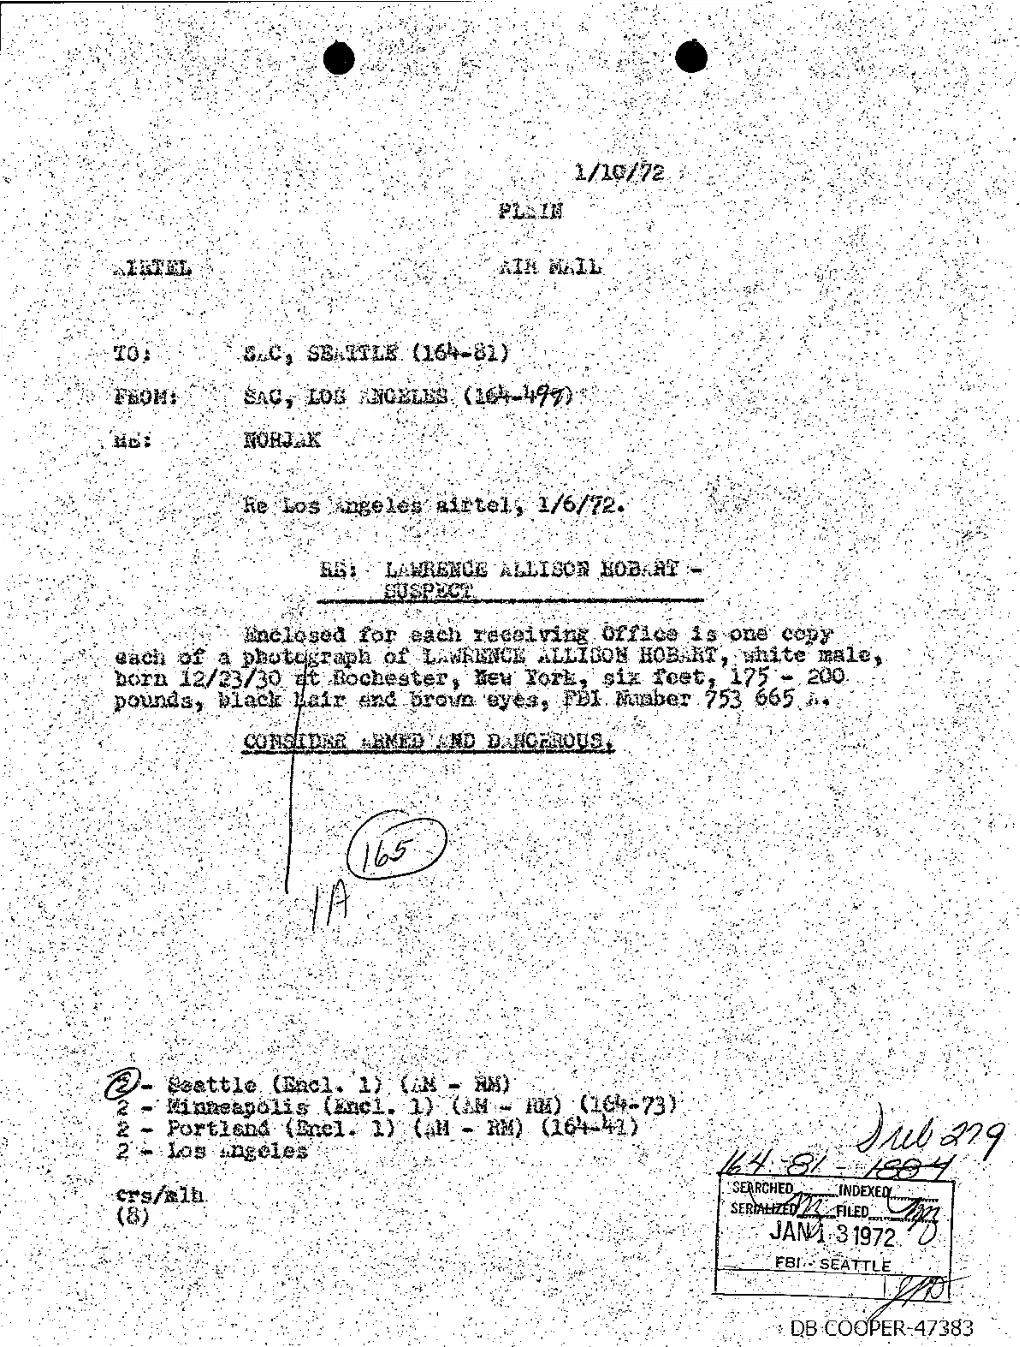 1/10/72
PLAIN
AIRTEL
AIR MAIL
TO: SAC, SEATTLE (164-81)
FROM: SAC, LOS ANGELES (164-497)
RE: NORJAK
Re Los Angeles airtel, 1/6/72.
RE: LAWRENCE ALLISON HOBART -
SUSPECT
Enclosed for each receiving Office is one copy
each of a photograph of LAWRENCE ALLISON HOBART, white male,
born 12/23/30 at Rochester, New York, six feet, 175 - 200
pounds, black hair and brown eyes, FBI Number 753 665 A.
CONSIDER ARMED AND DANGEROUS.
165
1A
2 - Seattle (Encl. 1) (AM - RM)
2 - Minneapolis (Encl. 1) (AM - RM) (164-73)
2 - Portland (Encl. 1) (AM - RM) (164-41)
2 - Los Angeles
crs/mlh
(8)
Sub 279
164-81-1884
SEARCHED INDEXED
SERIALIZED FILED
JAN 13 1972
FBI - SEATTLE
DB COOPER-47383